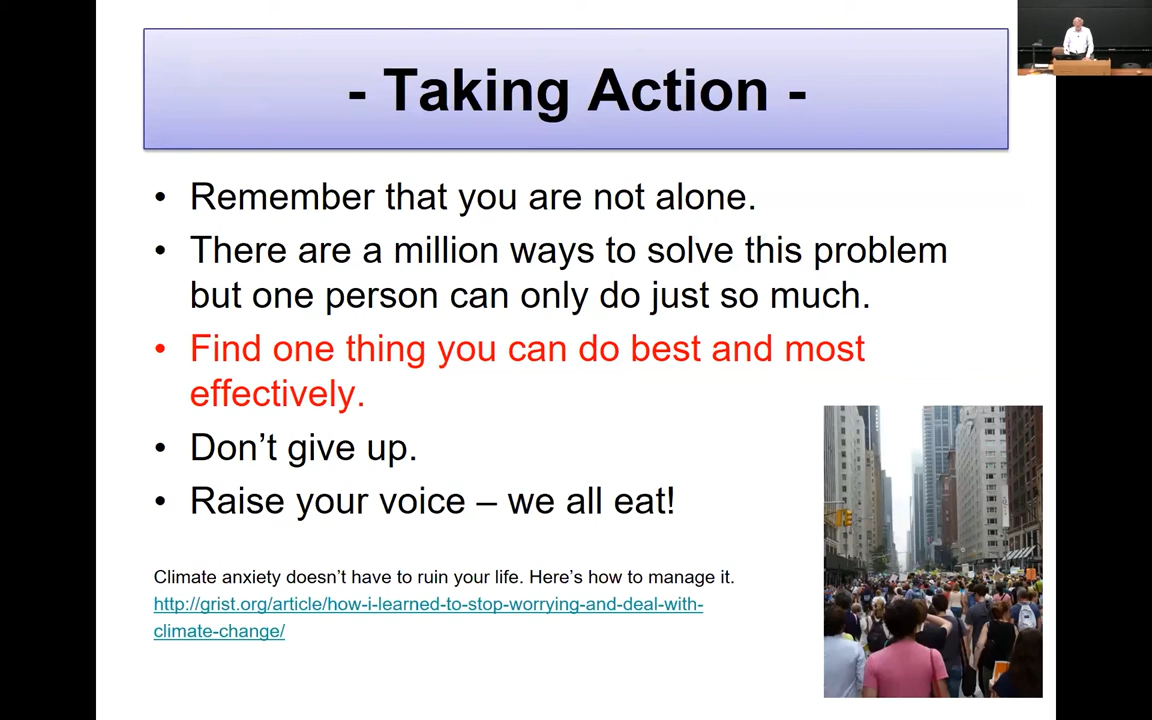 - Taking Action -
• Remember that you are not alone.
• There are a million ways to solve this problem
but one person can only do just so much.
• Find one thing you can do best and most
effectively.
• Don’t give up.
• Raise your voice – we all eat!
Climate anxiety doesn’t have to ruin your life. Here’s how to manage it.
http://grist.org/article/how-i-learned-to-stop-worrying-and-deal-with-
climate-change/